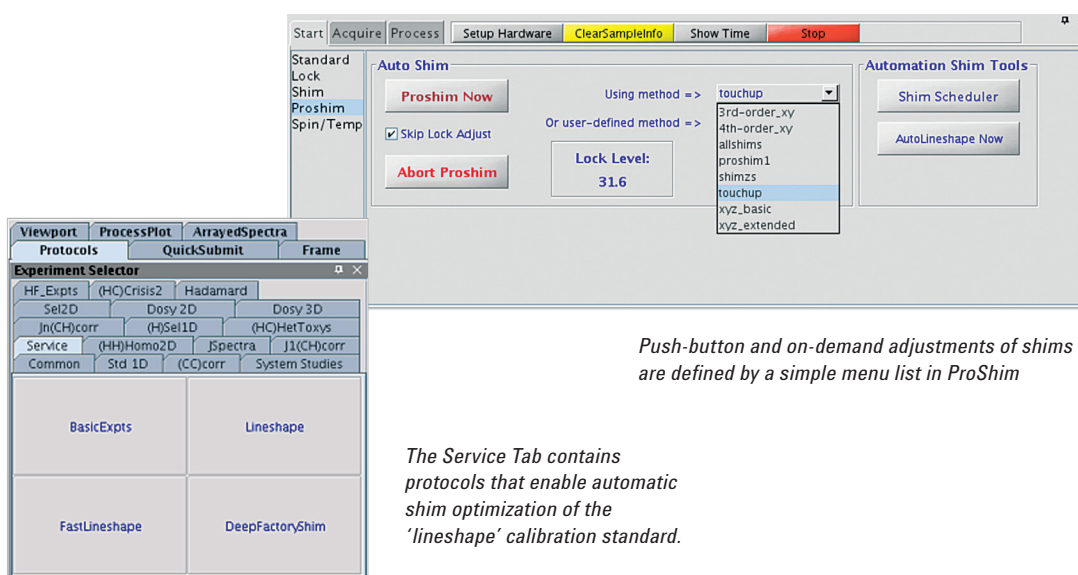 Start Acquire Process Setup Hardware ClearSampleInfo Show Time Stop
Standard
Lock
Shim
Proshim
Spin/Temp
Auto Shim
Proshim Now
Skip Lock Adjust
Abort Proshim
Using method =>
touchup
Or user-defined method =>
Lock Level:
31.6
3rd-order_xy
4th-order_xy
allshims
proshim1
shimzs
touchup
xyz_basic
xyz_extended
Automation Shim Tools
Shim Scheduler
AutoLineshape Now
Viewport ProcessPlot ArrayedSpectra
Protocols QuickSubmit Frame
Experiment Selector
HF_Expts (HC)Crisis2 Hadamard
Sel2D Dosy 2D Dosy 3D
Jn(CH)corr (H)Sel1D (HC)HetToxys
Service (HH)Homo2D JSpectra J1(CH)corr
Common Std 1D (CC)corr System Studies
BasicExpts Lineshape
FastLineshape DeepFactoryShim
Push-button and on-demand adjustments of shims
are defined by a simple menu list in ProShim
The Service Tab contains
protocols that enable automatic
shim optimization of the
‘lineshape’ calibration standard.